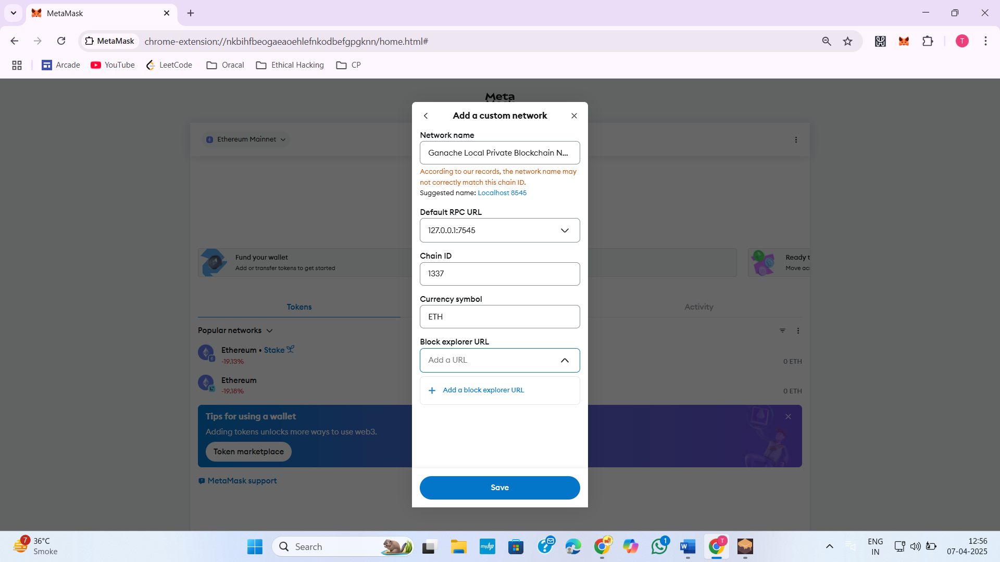 MetaMask
MetaMask
chrome-extension://nkbihfbeogaeaoehlefnkodbefgpgknn/home.html#
T
Arcade
YouTube
LeetCode
Oracal
Ethical Hacking
CP
Meta
Ethereum Mainnet
Add a custom network
Network name
Ganache Local Private Blockchain N...
According to our records, the network name may
not correctly match this chain ID.
Suggested name: Localhost 8545
Default RPC URL
127.0.0.1:7545
Chain ID
1337
Currency symbol
ETH
Block explorer URL
Add a URL
Add a block explorer URL
Save
Fund your wallet
Add or transfer tokens to get started
Ready t
Move acr
Tokens
Activity
Popular networks
Ethereum • Stake
-19.13%
0 ETH
Ethereum
-19.18%
0 ETH
Tips for using a wallet
Adding tokens unlocks more ways to use web3.
Token marketplace
MetaMask support
7
36°C
Smoke
Search
myhp
1
W
T
ENG
IN
12:56
07-04-2025